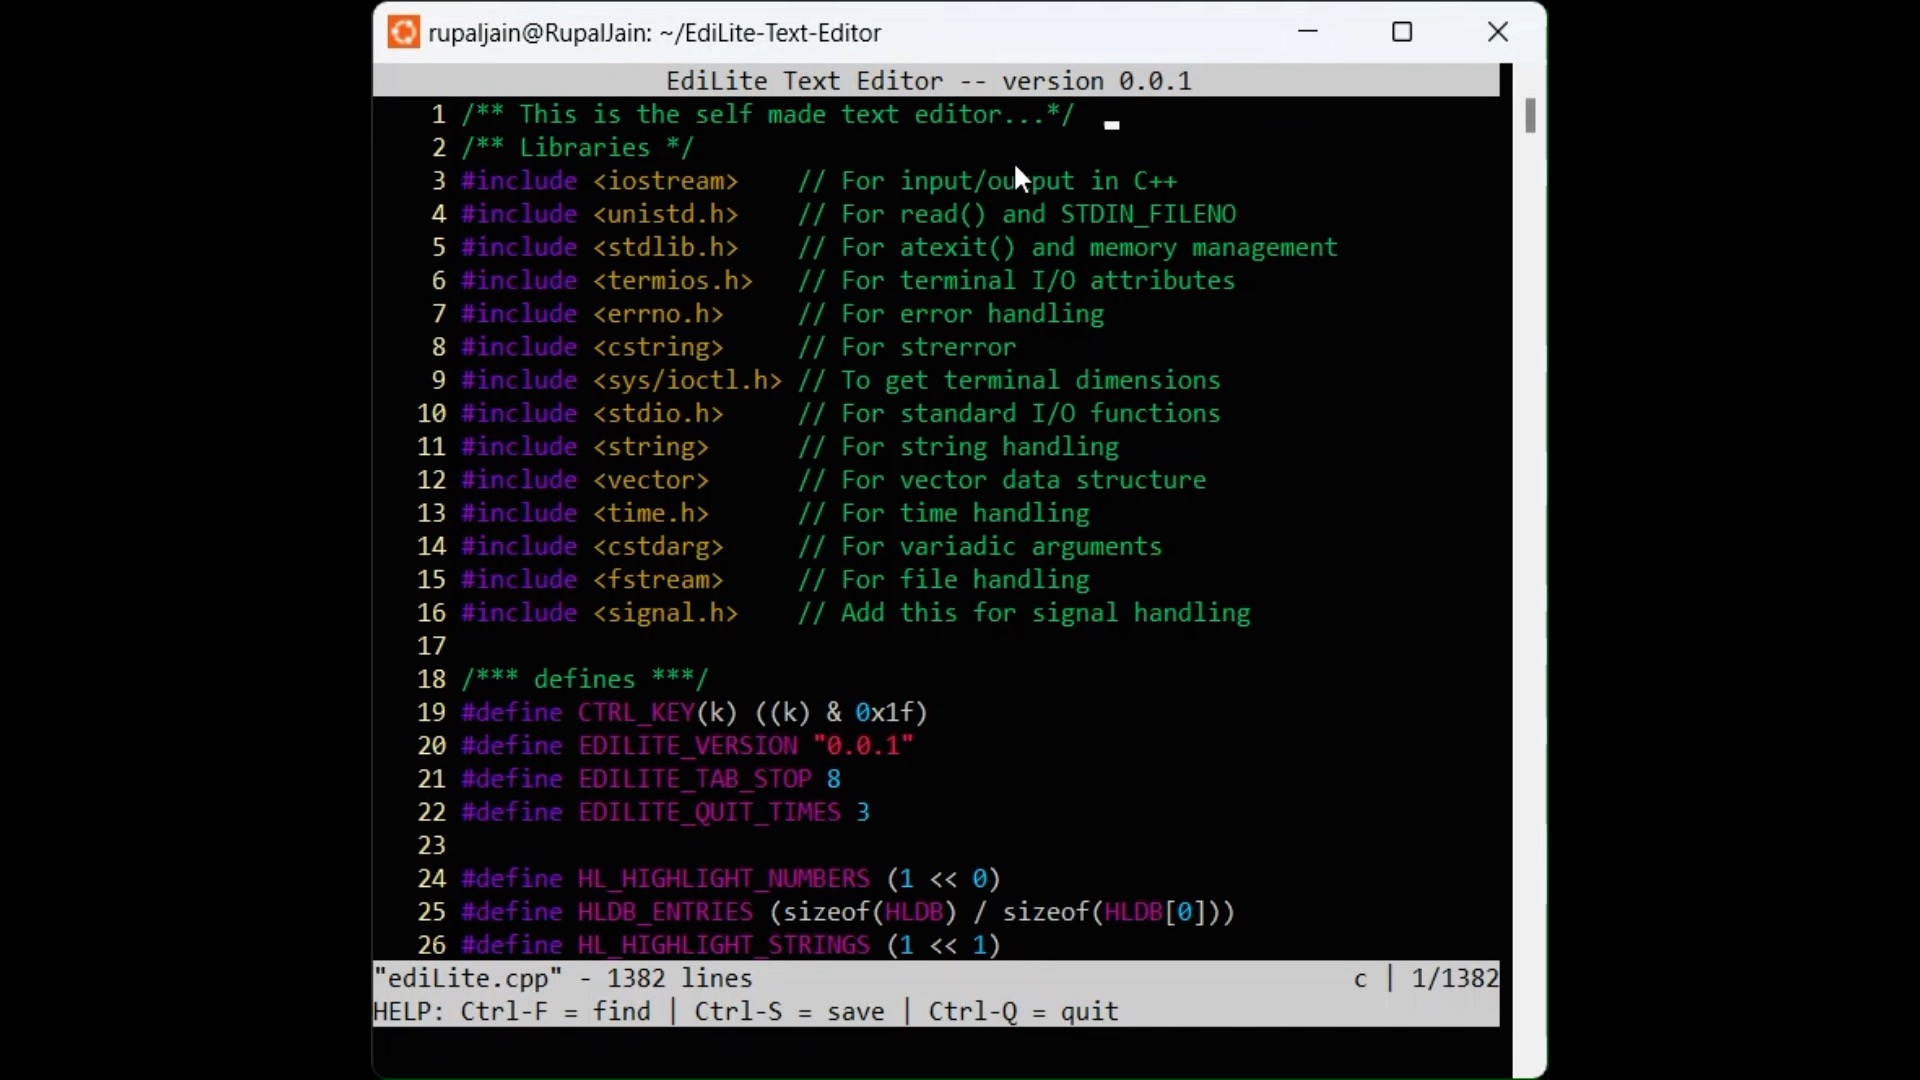 rupaljain@RupalJain: ~/EdiLite-Text-Editor
EdiLite Text Editor -- version 0.0.1
1 /** This is the self made text editor...*/
2 /** Libraries */
3 #include <iostream>    // For input/output in C++
4 #include <unistd.h>    // For read() and STDIN_FILENO
5 #include <stdlib.h>    // For atexit() and memory management
6 #include <termios.h>   // For terminal I/O attributes
7 #include <errno.h>     // For error handling
8 #include <cstring>     // For strerror
9 #include <sys/ioctl.h> // To get terminal dimensions
10 #include <stdio.h>     // For standard I/O functions
11 #include <string>      // For string handling
12 #include <vector>      // For vector data structure
13 #include <time.h>      // For time handling
14 #include <cstdarg>     // For variadic arguments
15 #include <fstream>     // For file handling
16 #include <signal.h>    // Add this for signal handling
17
18 /*** defines ***/
19 #define CTRL_KEY(k) ((k) & 0x1f)
20 #define EDILITE_VERSION "0.0.1"
21 #define EDILITE_TAB_STOP 8
22 #define EDILITE_QUIT_TIMES 3
23
24 #define HL_HIGHLIGHT_NUMBERS (1 << 0)
25 #define HLDB_ENTRIES (sizeof(HLDB) / sizeof(HLDB[0]))
26 #define HL_HIGHLIGHT_STRINGS (1 << 1)
"ediLite.cpp" - 1382 lines c | 1/1382
HELP: Ctrl-F = find | Ctrl-S = save | Ctrl-Q = quit